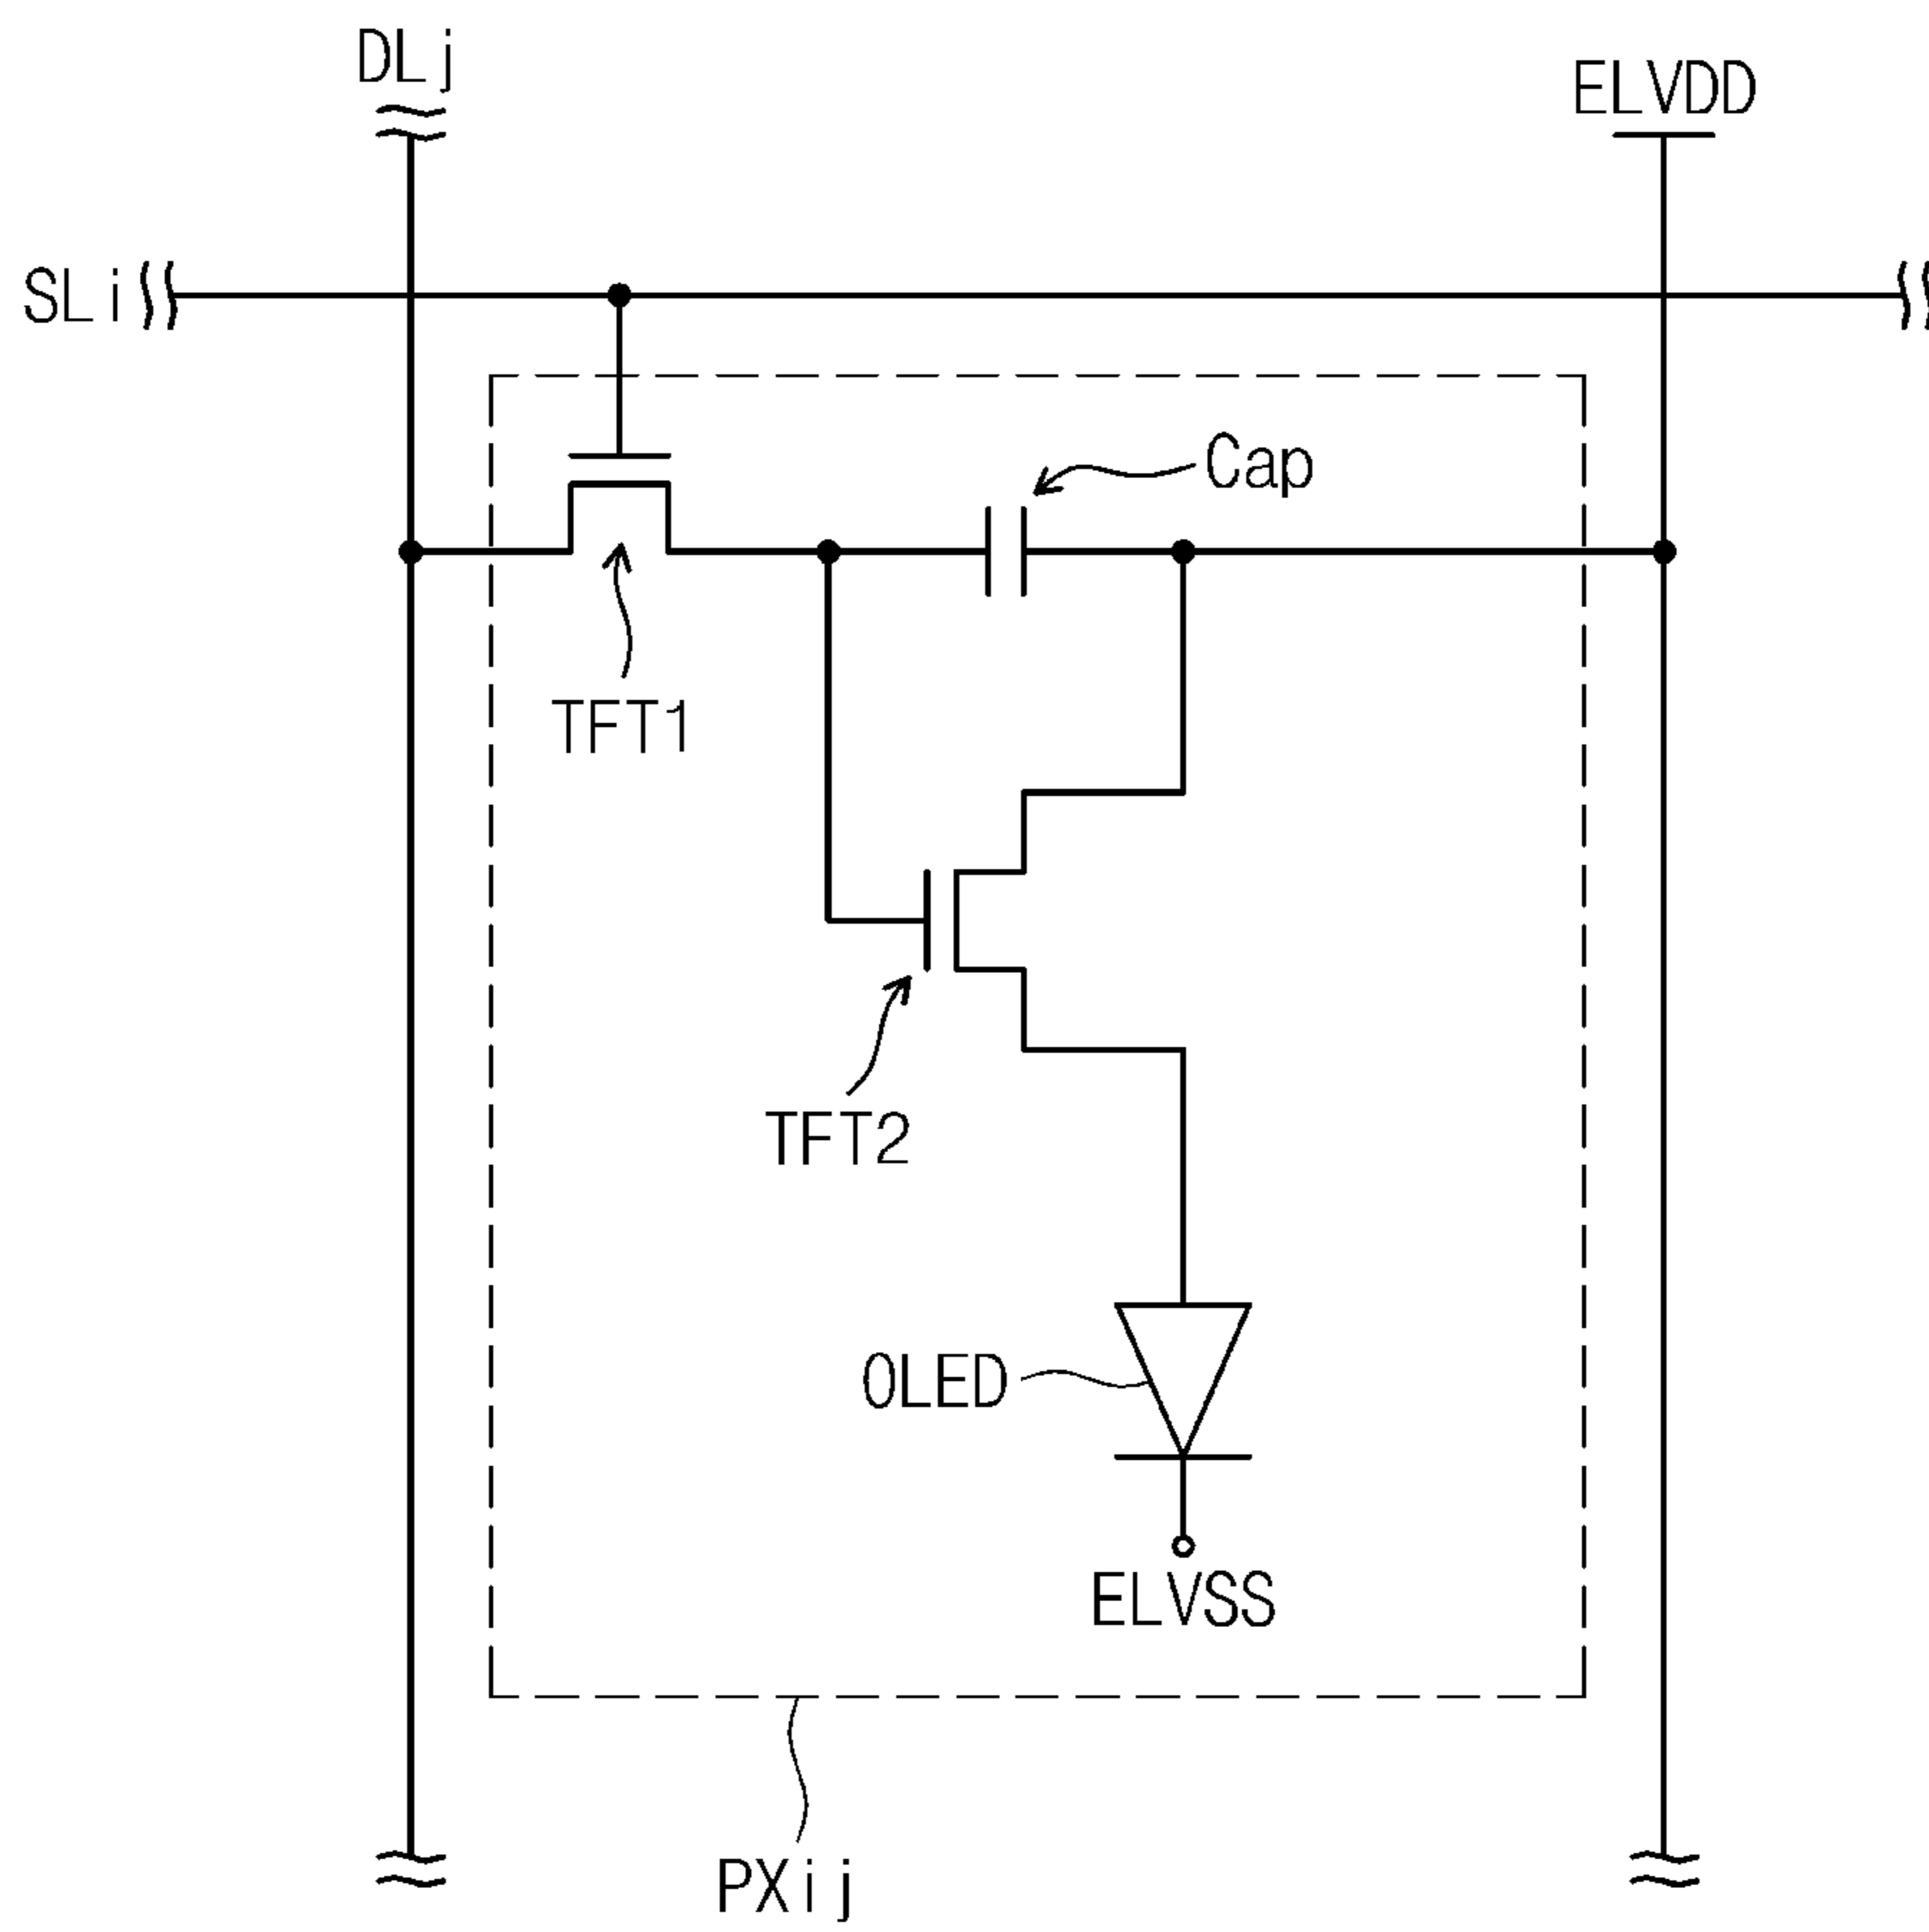 DLj
ELVDD
SLi
Cap
TFT1
TFT2
OLED
ELVSS
PXij